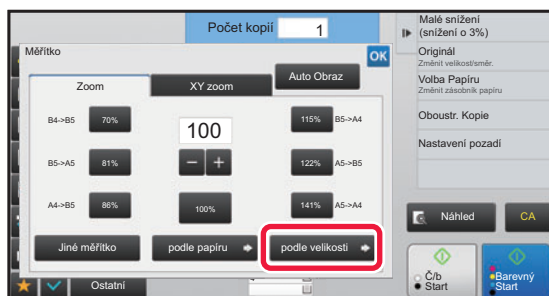 Počet kopií 1
Měřítko
OK
Zoom
XY zoom
Auto Obraz
B4->B5 70%
B5->A5 81%
A4->B5 86%
100
− +
100%
115% B5->A4
122% A5->B5
141% A5->A4
Jiné měřítko
podle papíru
podle velikosti
Ostatní
Malé snížení
(snížení o 3%)
Originál
Změnit velikost/směr.
Volba Papíru
Změnit zásobník papíru
Oboustr. Kopie
Nastavení pozadí
Náhled
CA
Č/b
Start
Barevný
Start